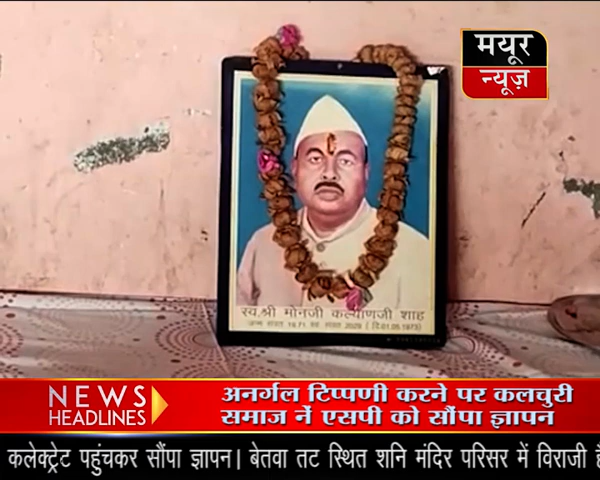 मयूर
न्यूज़
स्व.श्री मोनजी कल्याणजी शाह
NEWS
HEADLINES
अनर्गल टिप्पणी करने पर कलचुरी
समाज नें एसपी को सौंपा ज्ञापन
कलेक्ट्रेट पहुंचकर सौंपा ज्ञापन। बेतवा तट स्थित शनि मंदिर परिसर में विराजी है